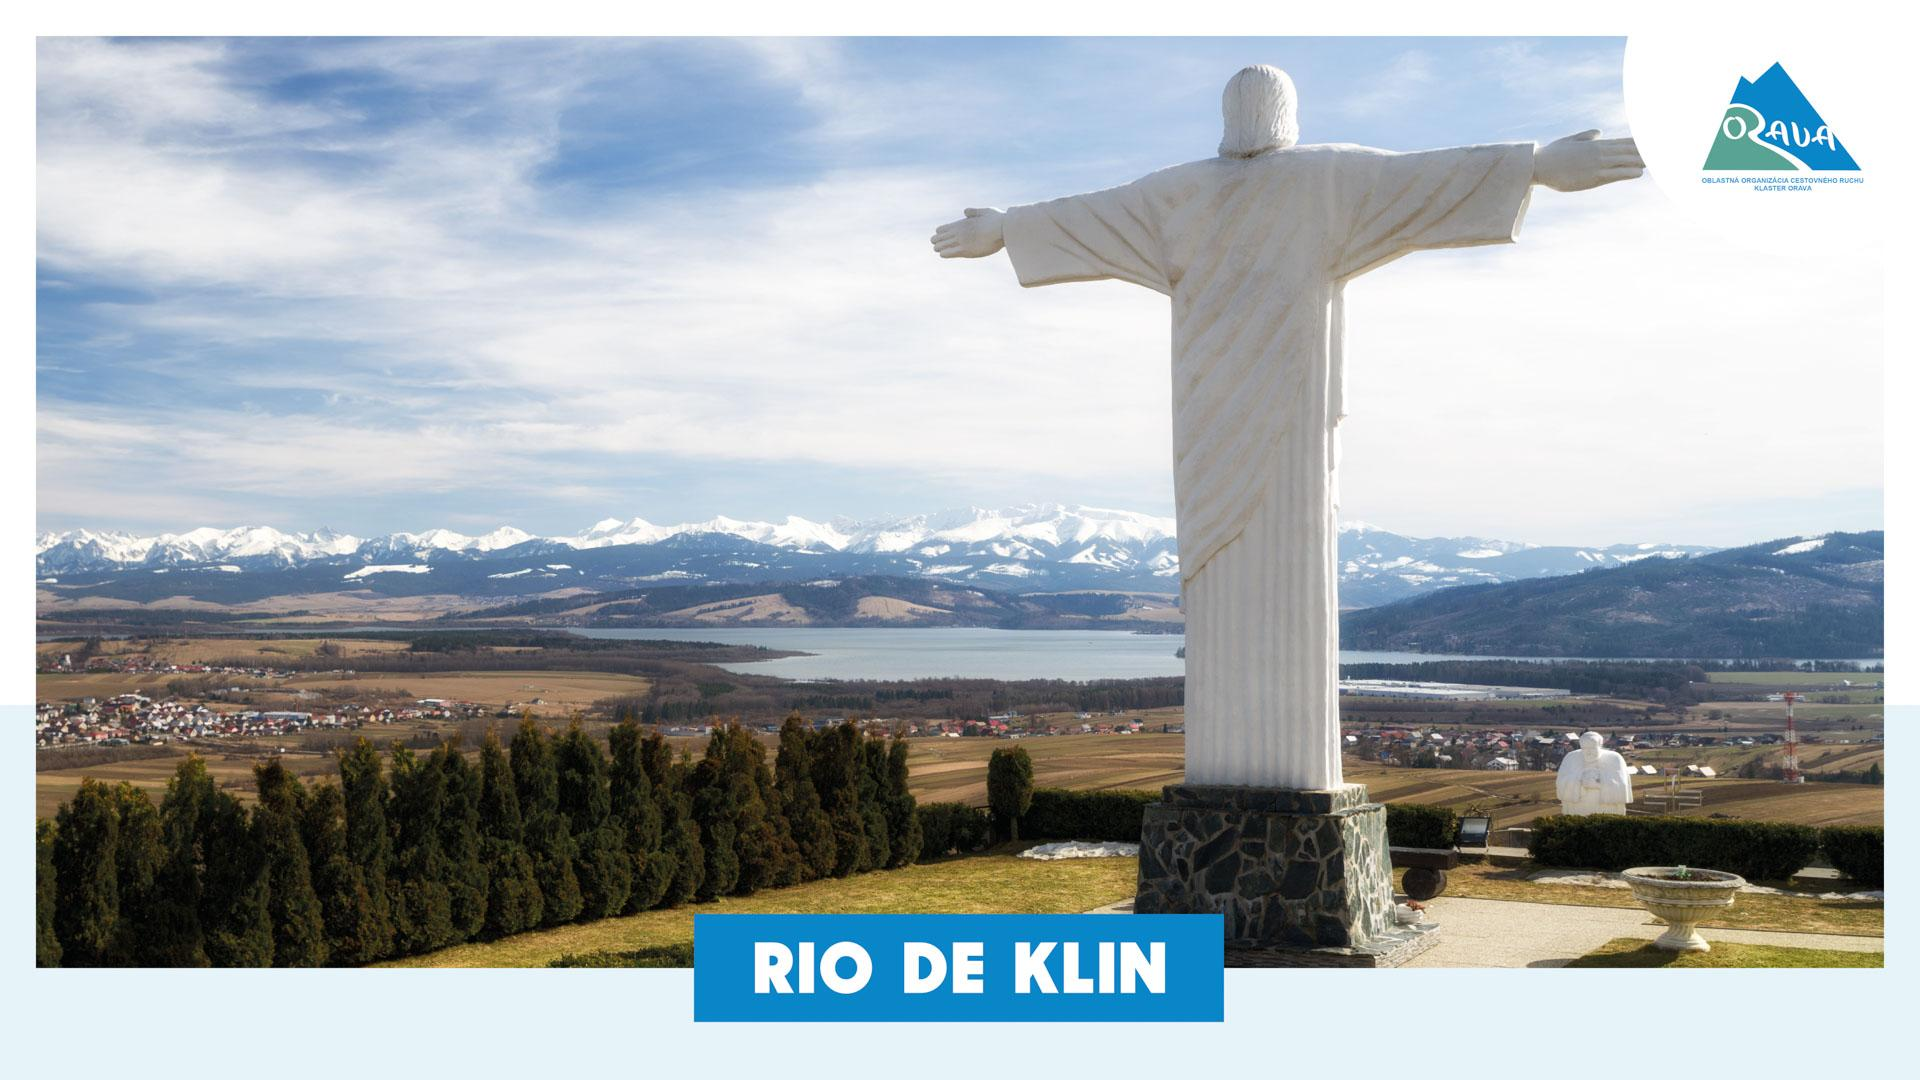 ORAVA
OBLASTNÁ ORGANIZÁCIA CESTOVNÉHO RUCHU
KLASTER ORAVA
RIO DE KLIN